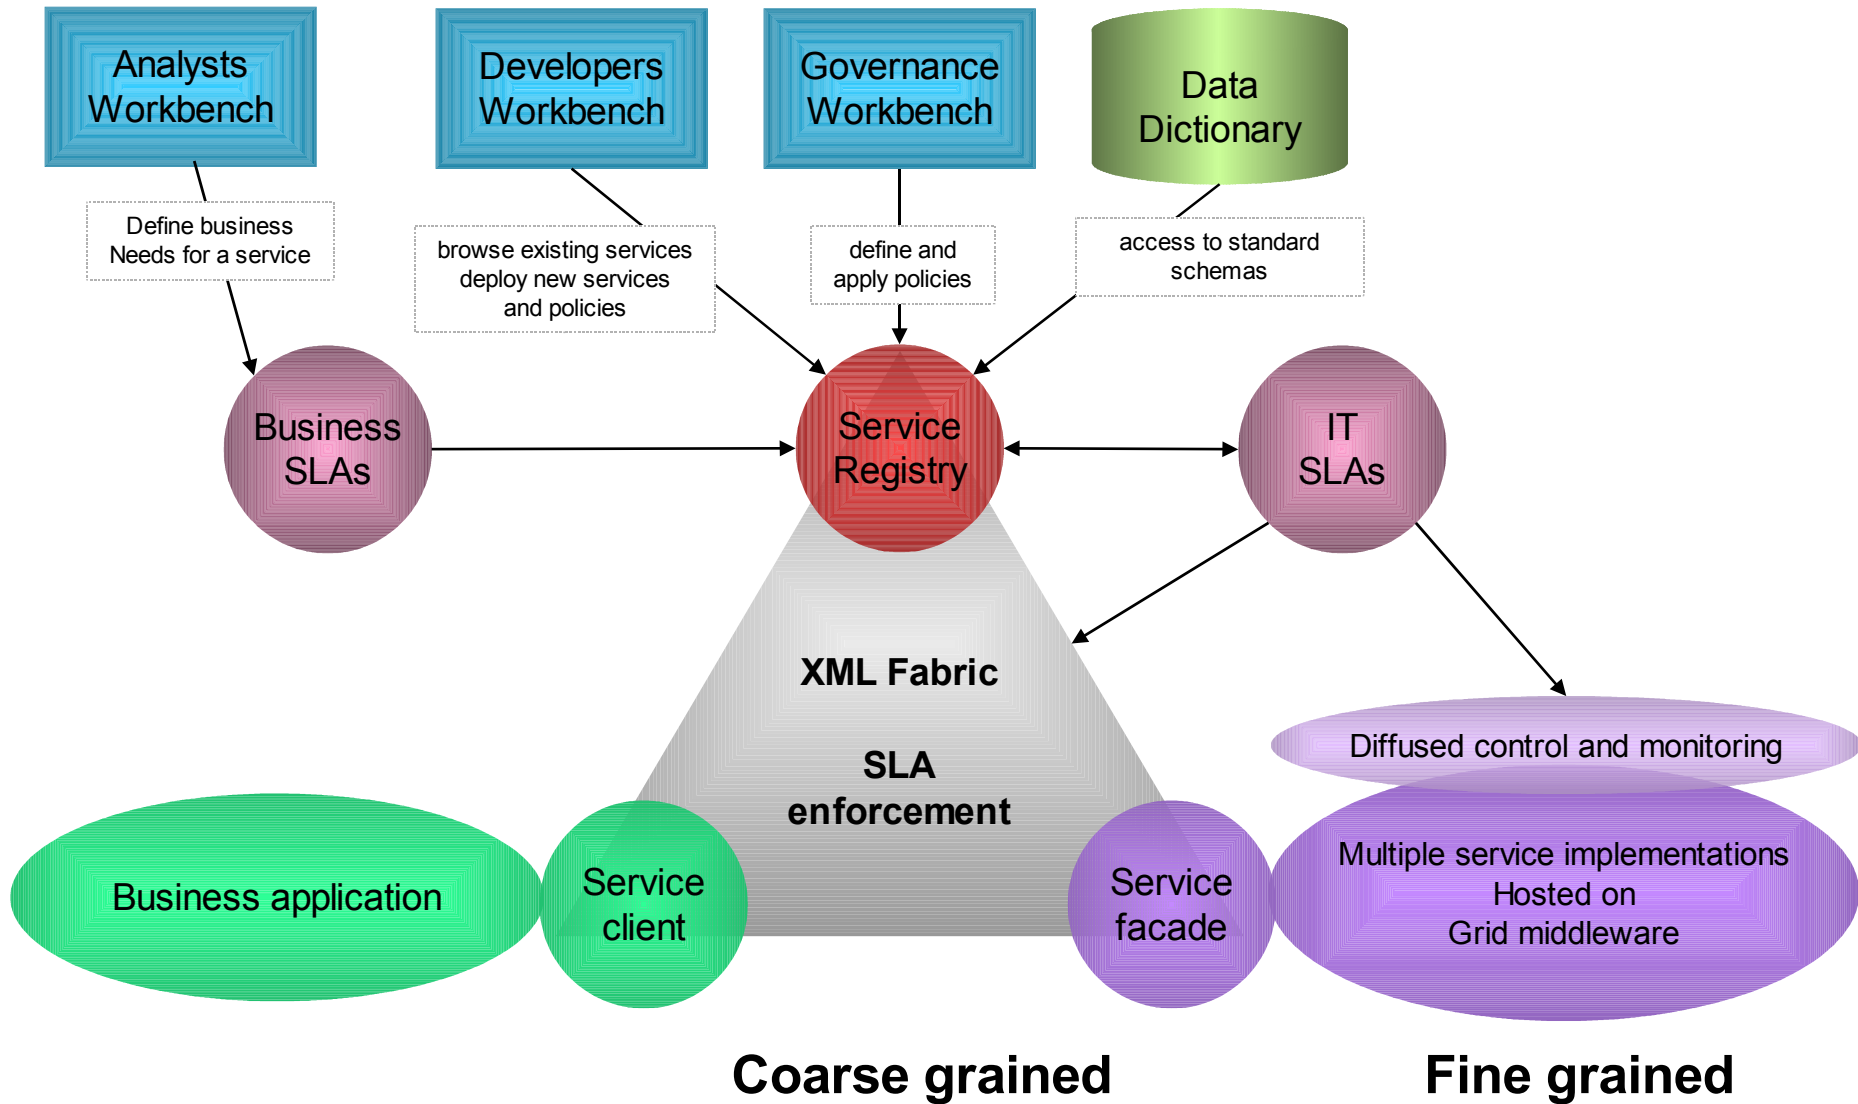 Analysts
Workbench
Developers
Workbench
Governance
Workbench
Data
Dictionary
Define business
Needs for a service
browse existing services
deploy new services
and policies
define and
apply policies
access to standard
schemas
Business
SLAs
Service
Registry
IT
SLAs
XML Fabric
SLA
enforcement
Diffused control and monitoring
Business application
Service
client
Service
facade
Multiple service implementations
Hosted on
Grid middleware
Coarse grained
Fine grained